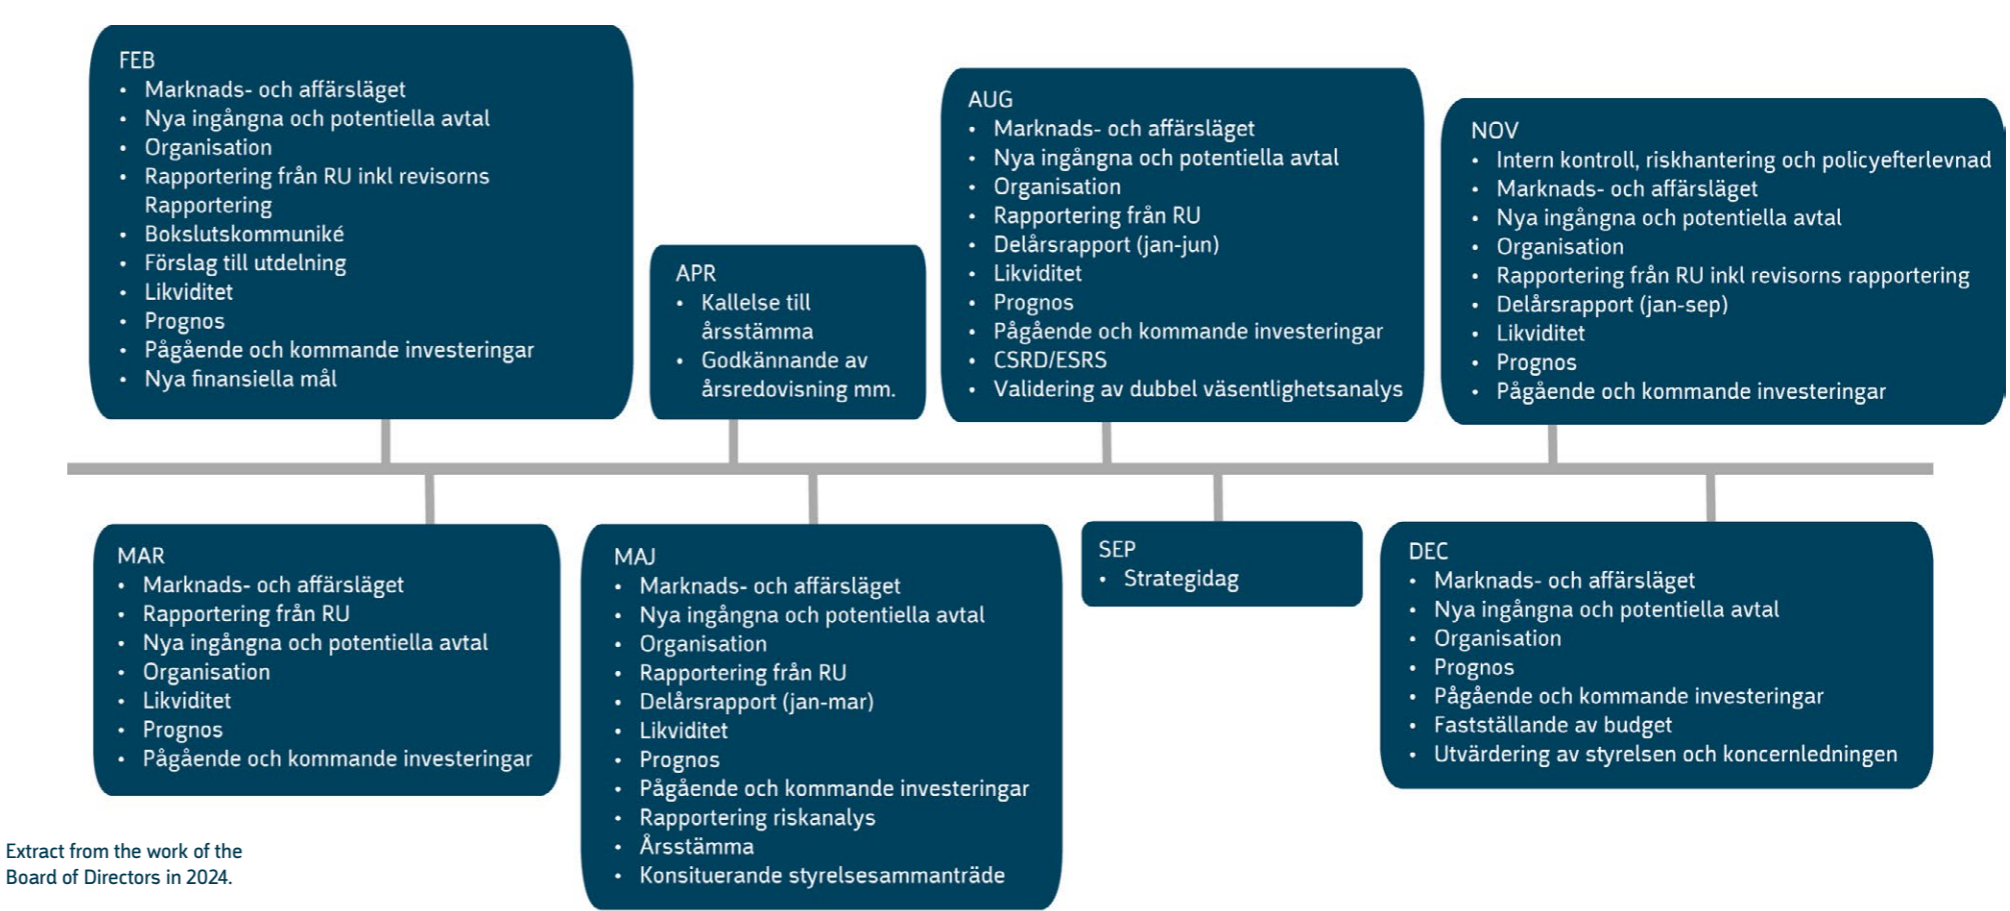 FEB
• Marknads- och affärsläget
• Nya ingångna och potentiella avtal
• Organisation
• Rapportering från RU inkl revisorns
Rapportering
• Bokslutskommuniké
• Förslag till utdelning
• Likviditet
• Prognos
• Pågående och kommande investeringar
• Nya finansiella mål
APR
• Kallelse till
årsstämma
• Godkännande av
årsredovisning mm.
AUG
• Marknads- och affärsläget
• Nya ingångna och potentiella avtal
• Organisation
• Rapportering från RU
• Delårsrapport (jan-jun)
• Likviditet
• Prognos
• Pågående och kommande investeringar
• CSRD/ESRS
• Validering av dubbel väsentlighetsanalys
NOV
• Intern kontroll, riskhantering och policyefterlevnad
• Marknads- och affärsläget
• Nya ingångna och potentiella avtal
• Organisation
• Rapportering från RU inkl revisorns rapportering
• Delårsrapport (jan-sep)
• Likviditet
• Prognos
• Pågående och kommande investeringar
MAR
• Marknads- och affärsläget
• Rapportering från RU
• Nya ingångna och potentiella avtal
• Organisation
• Likviditet
• Prognos
• Pågående och kommande investeringar
MAJ
• Marknads- och affärsläget
• Nya ingångna och potentiella avtal
• Organisation
• Rapportering från RU
• Delårsrapport (jan-mar)
• Likviditet
• Prognos
• Pågående och kommande investeringar
• Rapportering riskanalys
• Årsstämma
• Konsituerande styrelsesammanträde
SEP
• Strategidag
DEC
• Marknads- och affärsläget
• Nya ingångna och potentiella avtal
• Organisation
• Prognos
• Pågående och kommande investeringar
• Fastställande av budget
• Utvärdering av styrelsen och koncernledningen
Extract from the work of the
Board of Directors in 2024.